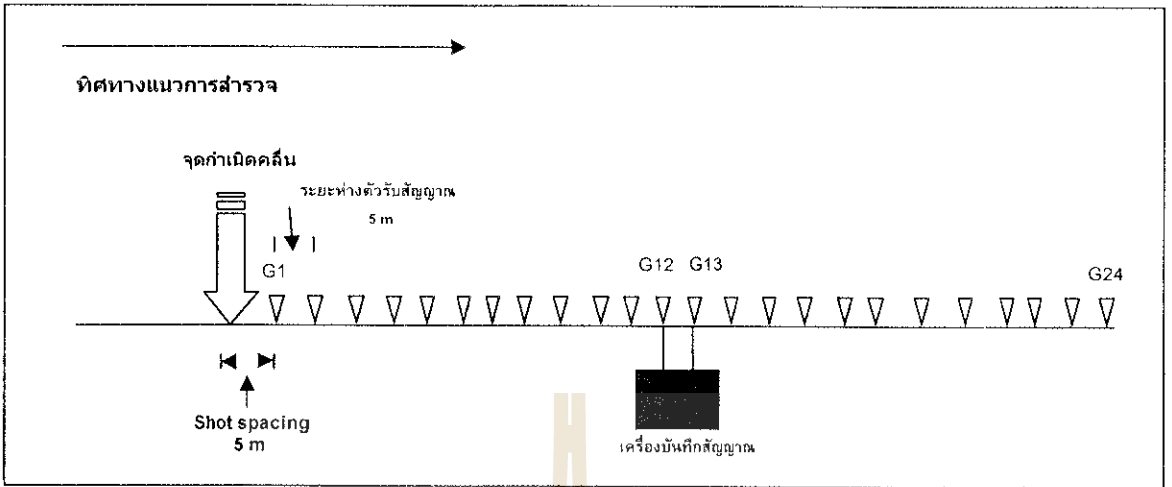 ทิศทางแนวการสำรวจ
จุดกำเนิดคลื่น
ระยะห่างตัวรับสัญญาณ
5 m
G1
G12 G13
G24
Shot spacing
5 m
เครื่องบันทึกสัญญาณ